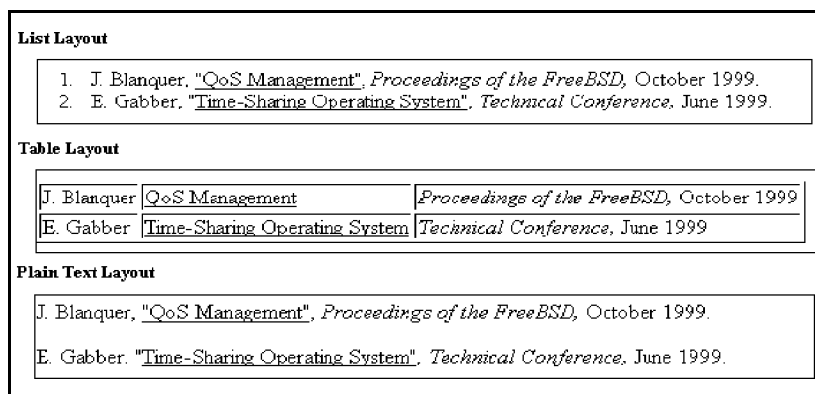 List Layout
1. J. Blanquer, "QoS Management", Proceedings of the FreeBSD, October 1999.
2. E. Gabber, "Time-Sharing Operating System", Technical Conference, June 1999.
Table Layout
J. Blanquer QoS Management Proceedings of the FreeBSD, October 1999
E. Gabber Time-Sharing Operating System Technical Conference, June 1999
Plain Text Layout
J. Blanquer, "QoS Management", Proceedings of the FreeBSD, October 1999.
E. Gabber. "Time-Sharing Operating System", Technical Conference, June 1999.